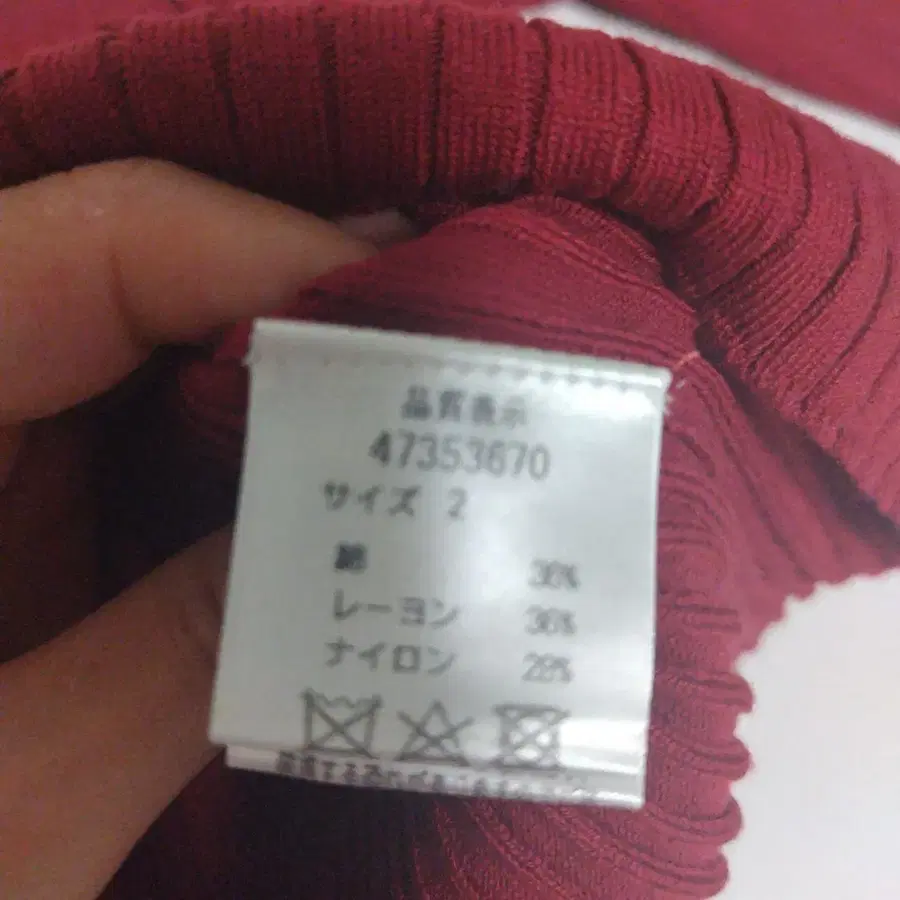 品質表示
47353670
サイズ 2
綿 36%
レーヨン 36%
ナイロン 28%